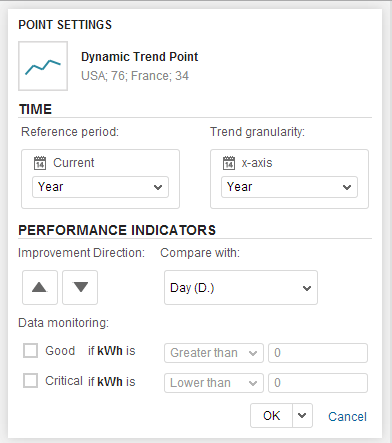 POINT SETTINGS
Dynamic Trend Point
USA; 76; France; 34
TIME
Reference period: Trend granularity:
14 Current 14 x-axis
Year Year
PERFORMANCE INDICATORS
Improvement Direction: Compare with:
Day (D.)
Data monitoring:
Good if kWh is Greater than 0
Critical if kWh is Lower than 0
OK Cancel